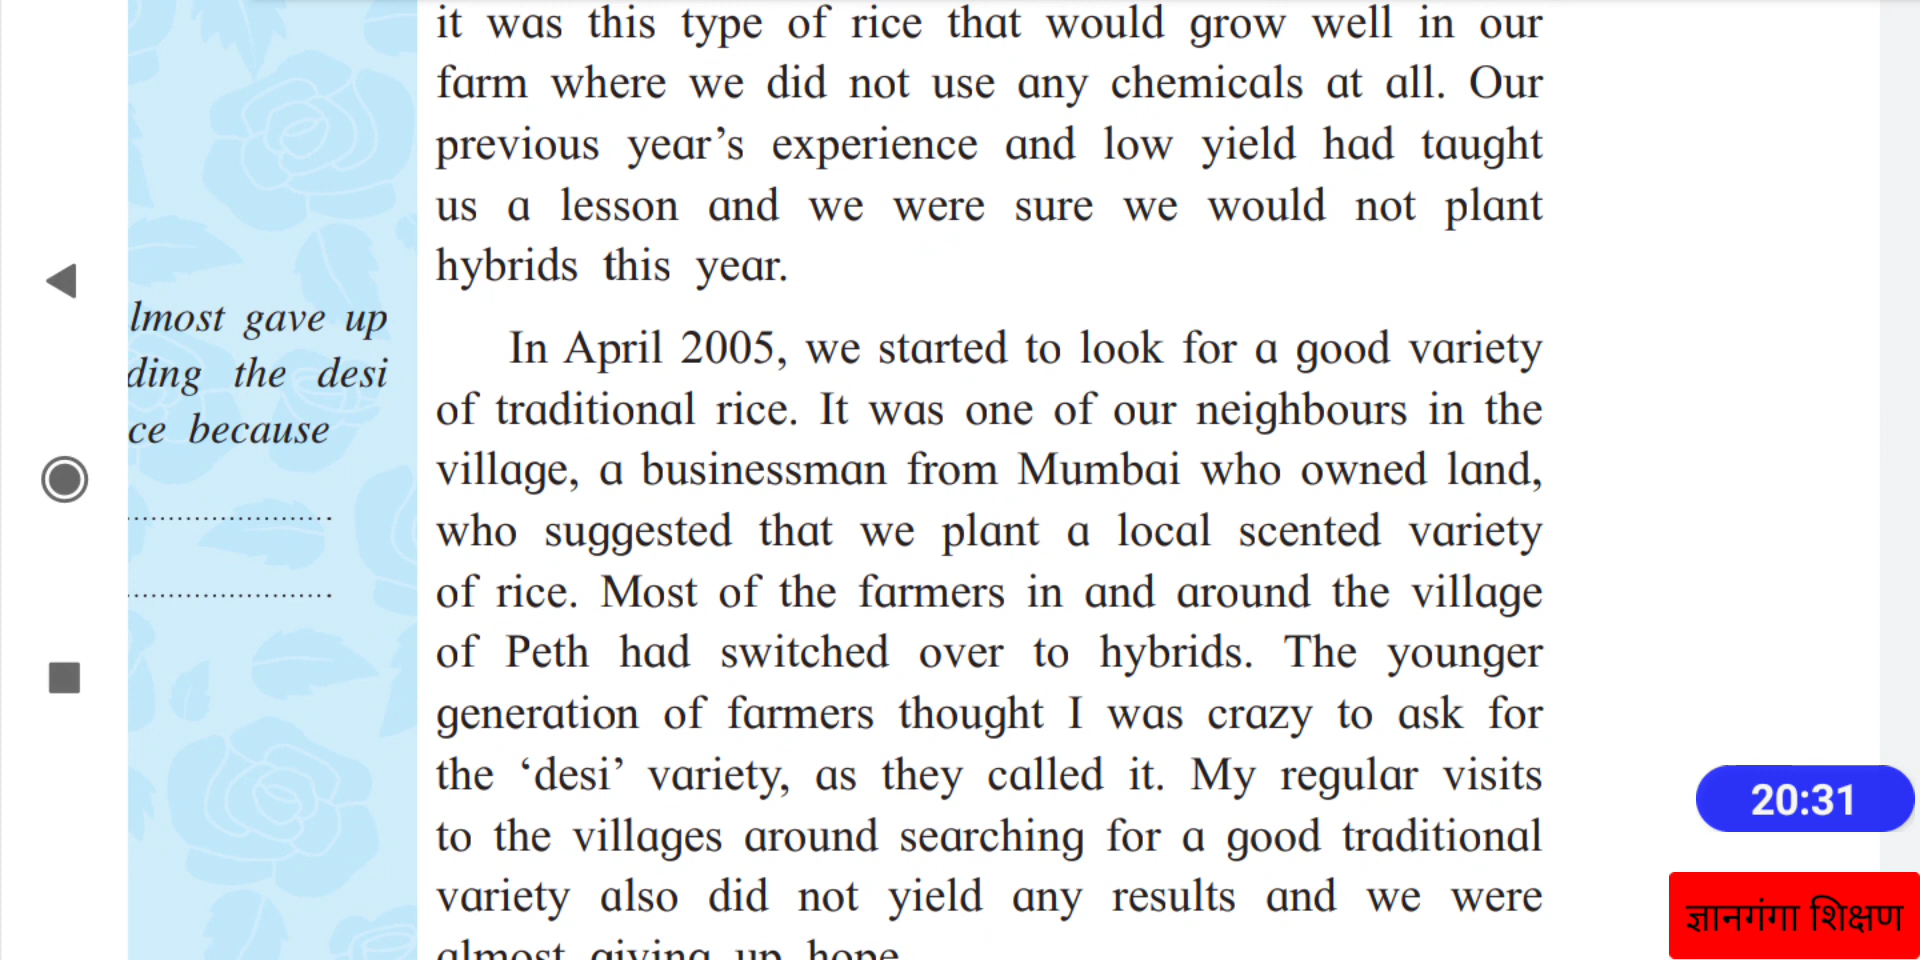 it was this type of rice that would grow well in our
farm where we did not use any chemicals at all. Our
previous year’s experience and low yield had taught
us a lesson and we were sure we would not plant
hybrids this year.
lmost gave up
ding the desi
ce because
In April 2005, we started to look for a good variety
of traditional rice. It was one of our neighbours in the
village, a businessman from Mumbai who owned land,
who suggested that we plant a local scented variety
of rice. Most of the farmers in and around the village
of Peth had switched over to hybrids. The younger
generation of farmers thought I was crazy to ask for
the ‘desi’ variety, as they called it. My regular visits
to the villages around searching for a good traditional
variety also did not yield any results and we were
almost giving up hope.
20:31
ज्ञानगंगा शिक्षण